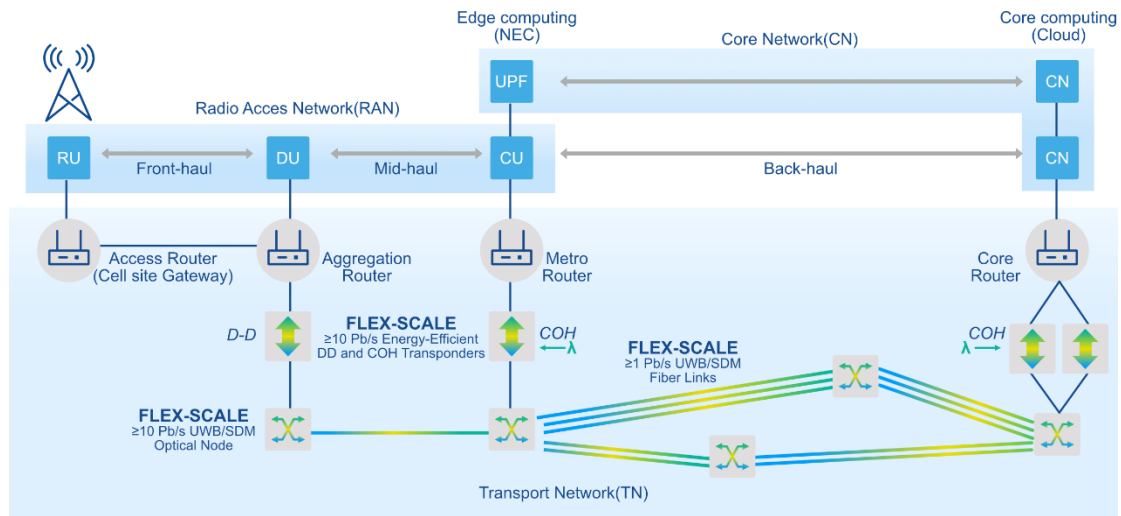 Edge computing
(NEC)
Core computing
(Cloud)
Core Network(CN)
UPF
CN
Radio Acces Network(RAN)
RU
Front-haul
DU
Mid-haul
CU
Back-haul
CN
Access Router
(Cell site Gateway)
Aggregation
Router
Metro
Router
Core
Router
D-D
FLEX-SCALE
≥10 Pb/s Energy-Efficient
DD and COH Transponders
COH
λ
FLEX-SCALE
≥1 Pb/s UWB/SDM
Fiber Links
COH
λ
FLEX-SCALE
≥10 Pb/s UWB/SDM
Optical Node
Transport Network(TN)